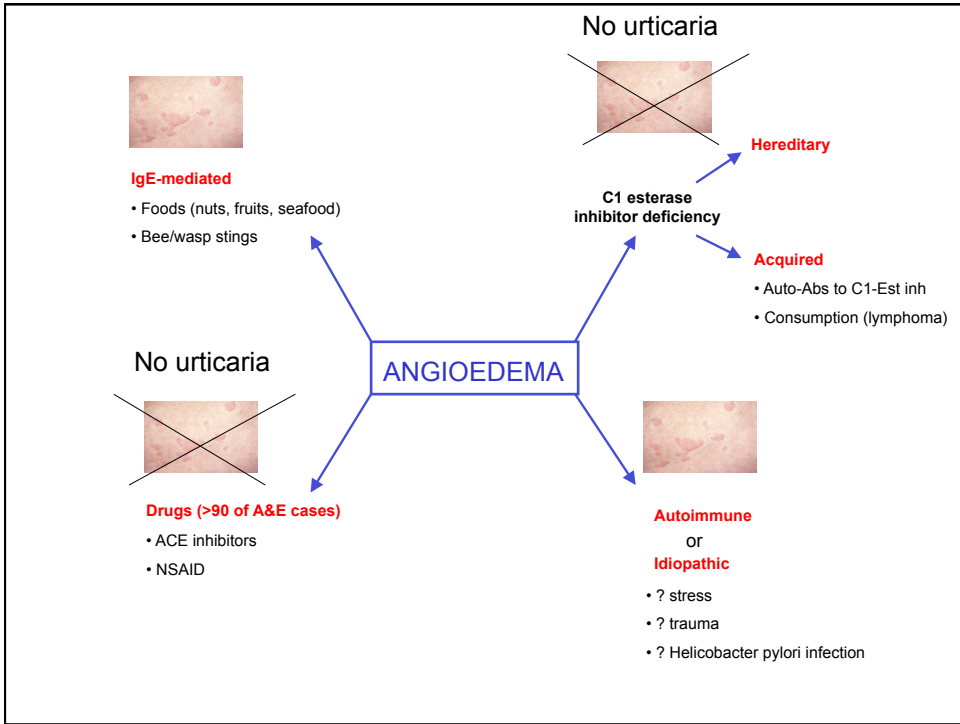 No urticaria
IgE-mediated
• Foods (nuts, fruits, seafood)
• Bee/wasp stings
Hereditary
C1 esterase
inhibitor deficiency
Acquired
• Auto-Abs to C1-Est inh
• Consumption (lymphoma)
ANGIOEDEMA
No urticaria
Drugs (>90 of A&E cases)
• ACE inhibitors
• NSAID
Autoimmune
or
Idiopathic
• ? stress
• ? trauma
• ? Helicobacter pylori infection